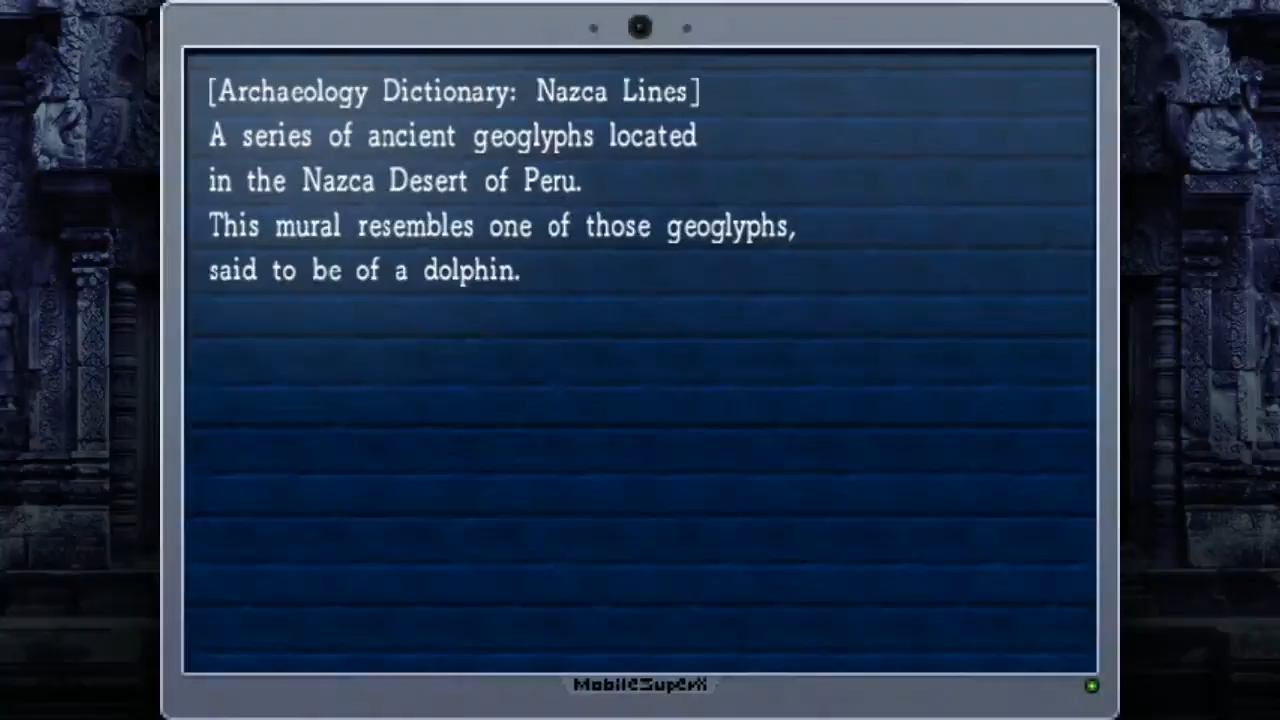 [Archaeology Dictionary: Nazca Lines]
A series of ancient geoglyphs located
in the Nazca Desert of Peru.
This mural resembles one of those geoglyphs,
said to be of a dolphin.
MobileSuperX